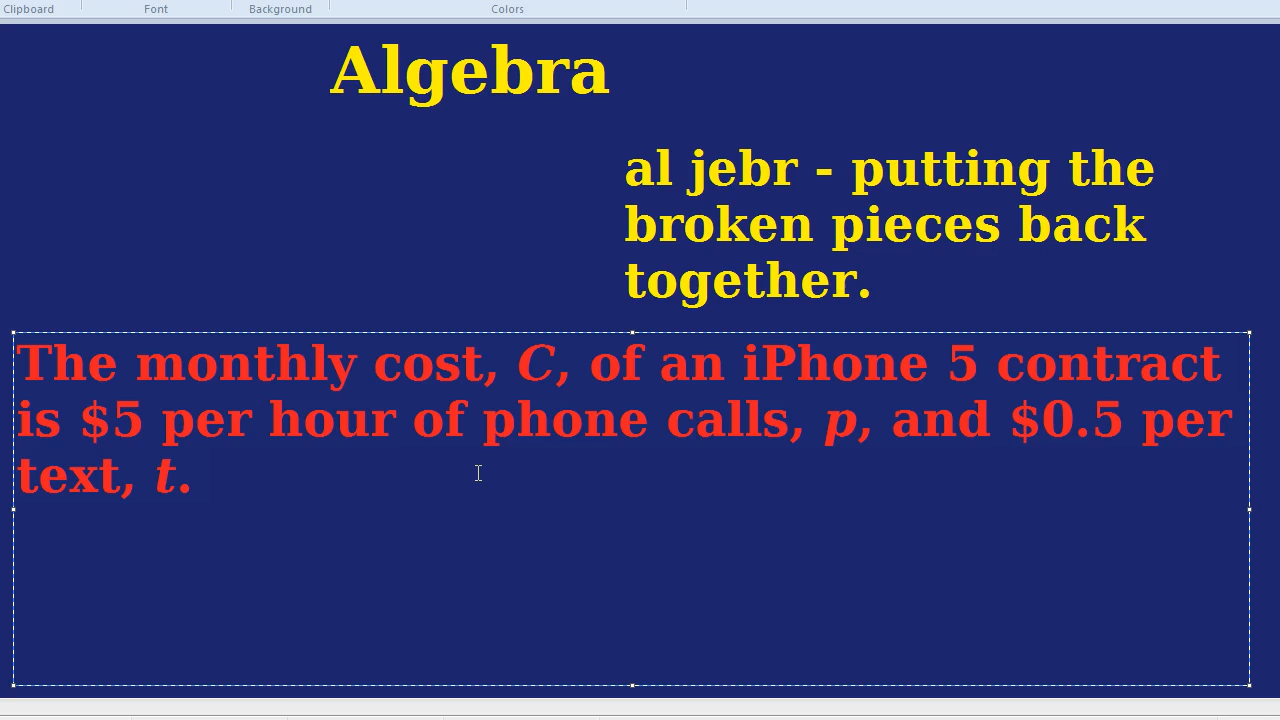 Clipboard
Font
Background
Colors
Algebra
al jebr - putting the
broken pieces back
together.
The monthly cost, C, of an iPhone 5 contract
is $5 per hour of phone calls, p, and $0.5 per
text, t.